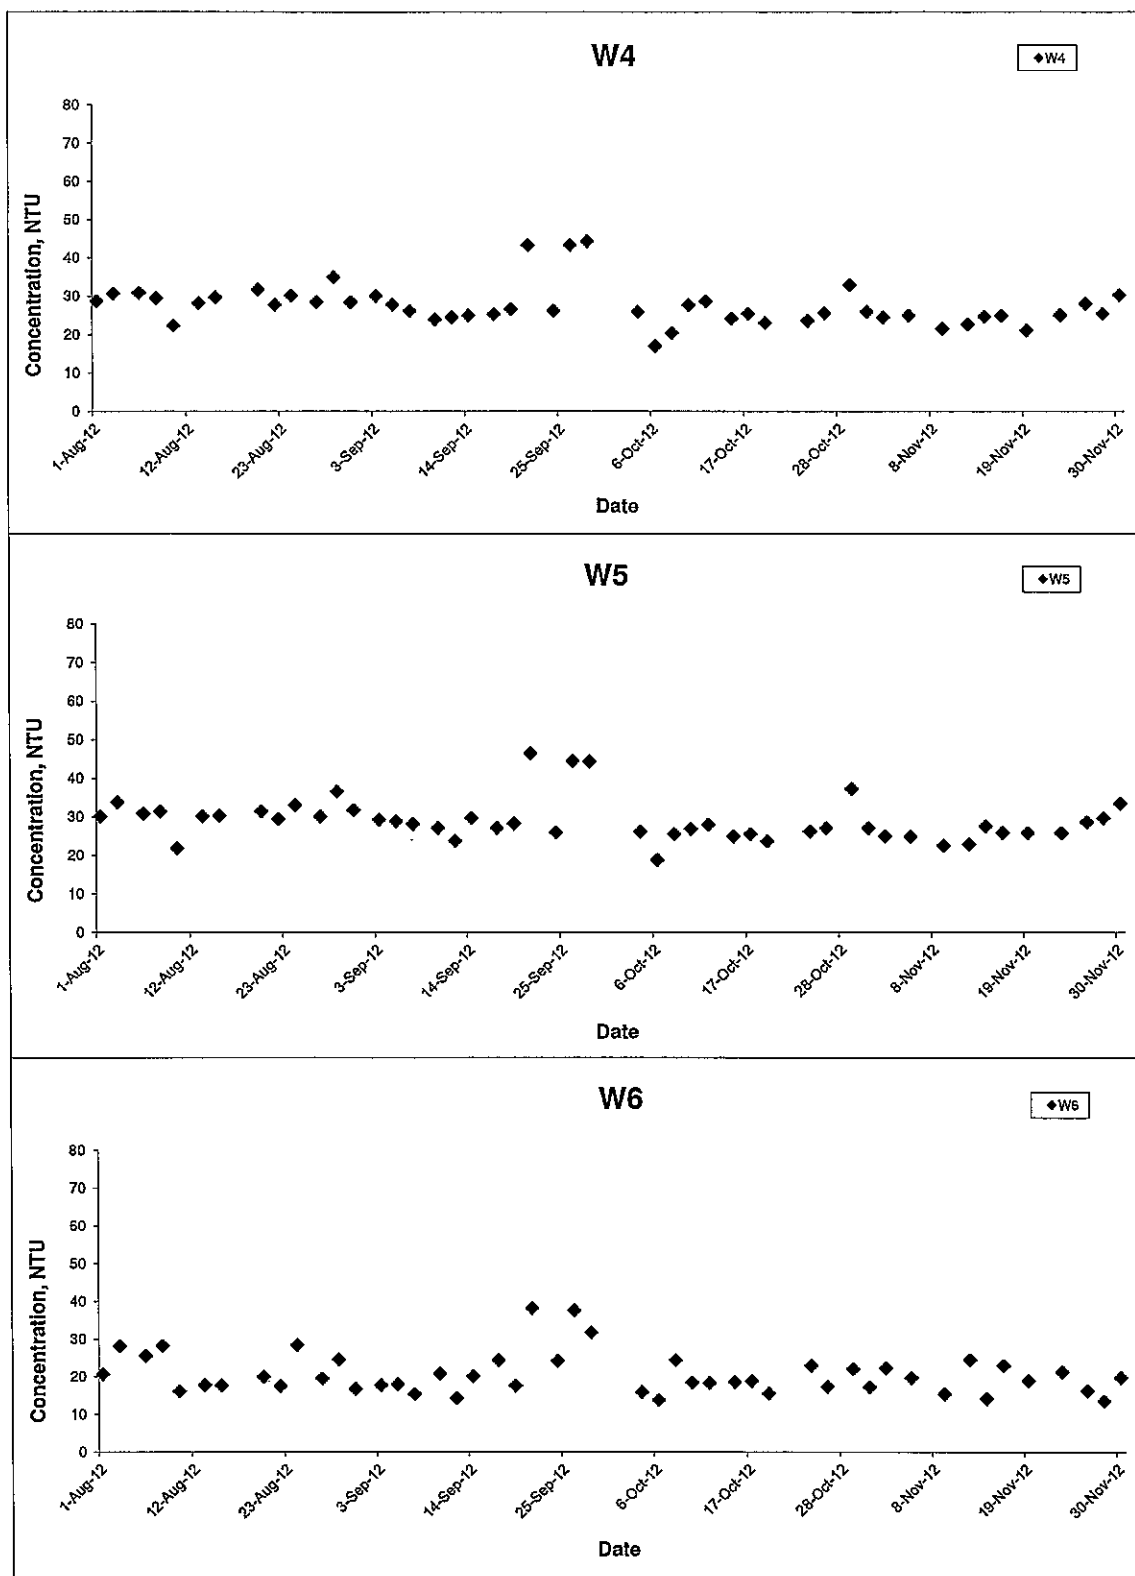 W4
W4
Concentration, NTU
80
70
60
50
40
30
20
10
0
1-Aug-12
12-Aug-12
23-Aug-12
3-Sep-12
14-Sep-12
25-Sep-12
6-Oct-12
17-Oct-12
28-Oct-12
8-Nov-12
19-Nov-12
30-Nov-12
Date
W5
W5
Concentration, NTU
80
70
60
50
40
30
20
10
0
1-Aug-12
12-Aug-12
23-Aug-12
3-Sep-12
14-Sep-12
25-Sep-12
6-Oct-12
17-Oct-12
28-Oct-12
8-Nov-12
19-Nov-12
30-Nov-12
Date
W6
W6
Concentration, NTU
80
70
60
50
40
30
20
10
0
1-Aug-12
12-Aug-12
23-Aug-12
3-Sep-12
14-Sep-12
25-Sep-12
6-Oct-12
17-Oct-12
28-Oct-12
8-Nov-12
19-Nov-12
30-Nov-12
Date